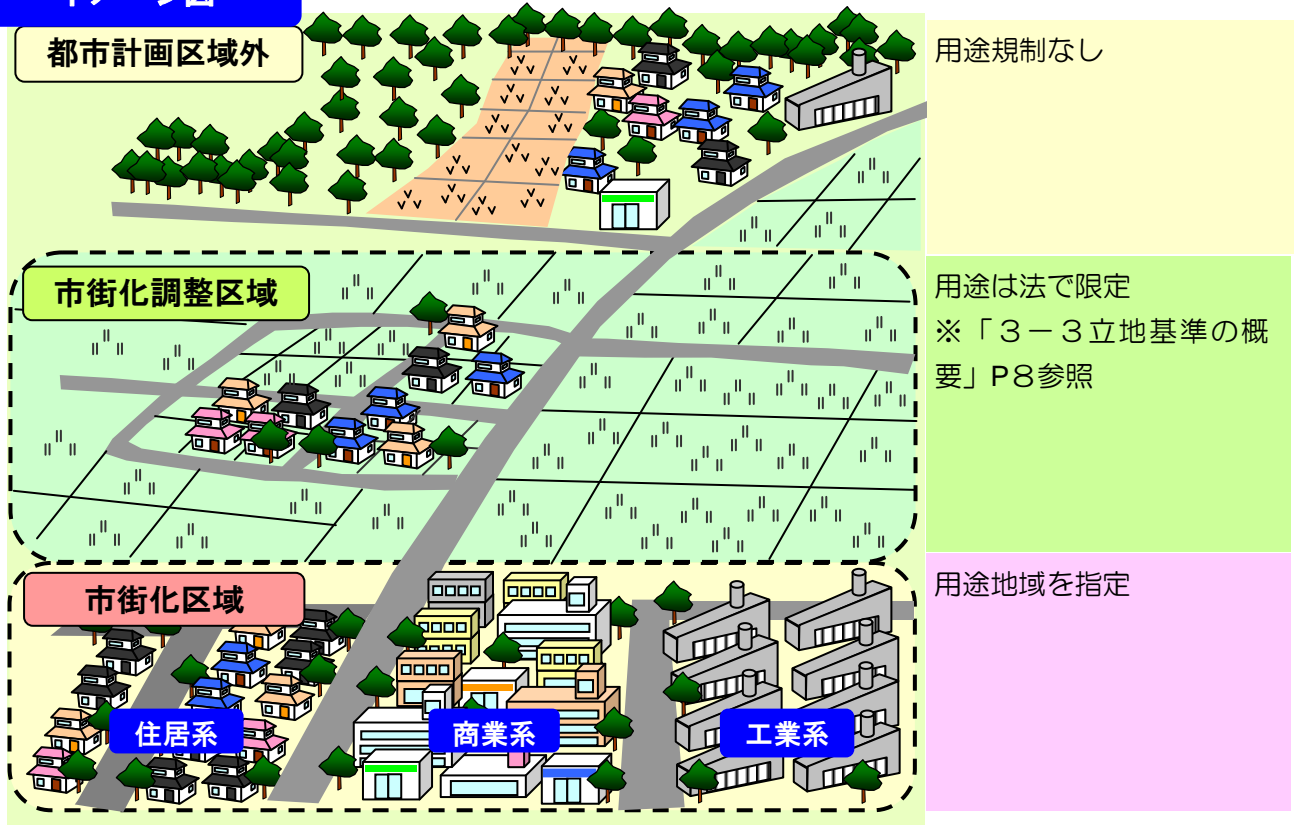 都市計画区域外
用途規制なし
市街化調整区域
用途は法で限定
※「３－３立地基準の概
要」P８参照
市街化区域
用途地域を指定
住居系
商業系
工業系